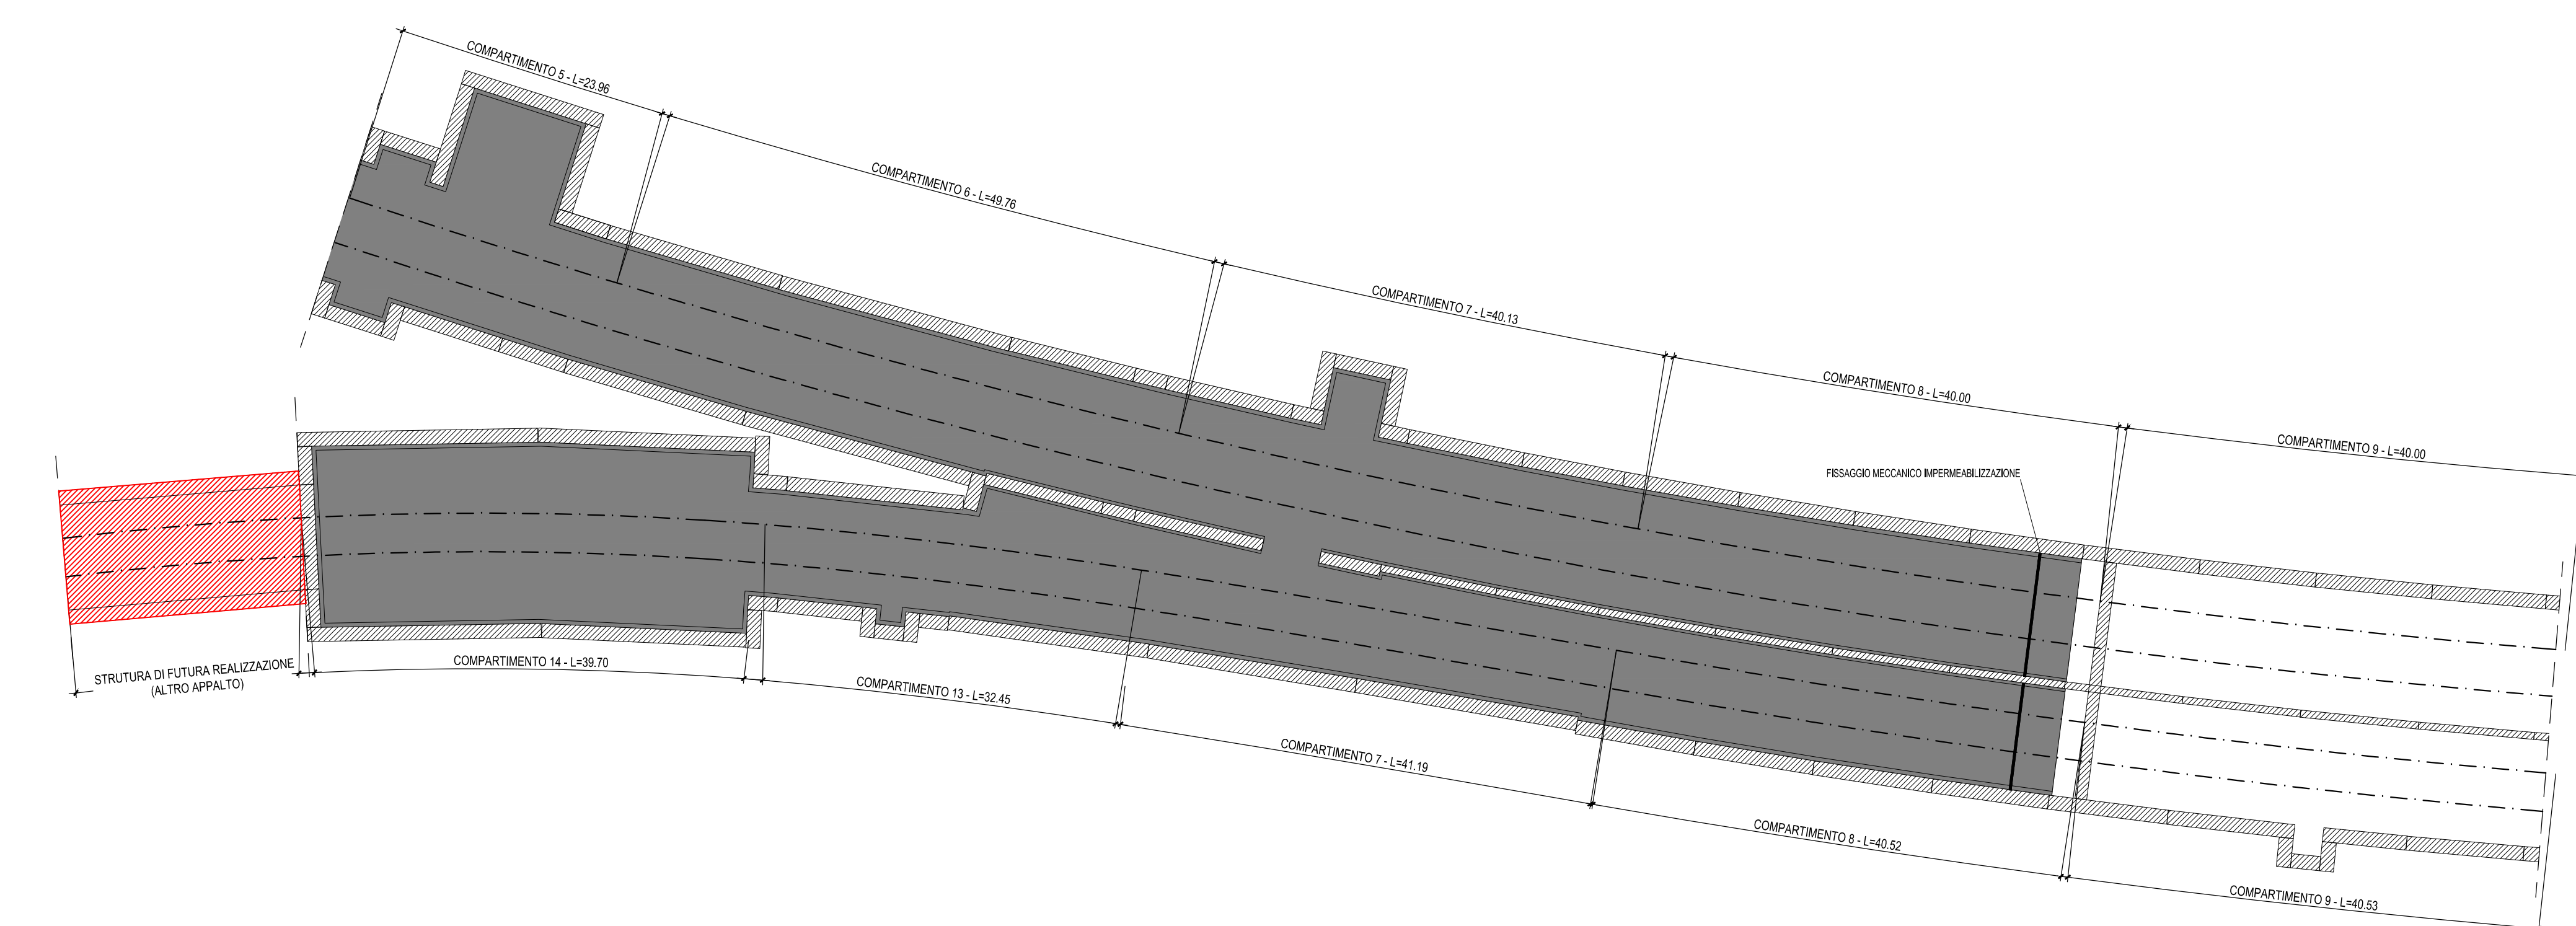 COMPARTIMENTO 5 - L=23.96
COMPARTIMENTO 6 - L=49.76
COMPARTIMENTO 7 - L=40.13
COMPARTIMENTO 8 - L=40.00
COMPARTIMENTO 9 - L=40.00
FISSAGGIO MECCANICO IMPERMEABILIZZAZIONE
STRUTURA DI FUTURA REALIZZAZIONE
(ALTRO APPALTO)
COMPARTIMENTO 14 - L=39.70
COMPARTIMENTO 13 - L=32.45
COMPARTIMENTO 7 - L=41.19
COMPARTIMENTO 8 - L=40.52
COMPARTIMENTO 9 - L=40.53